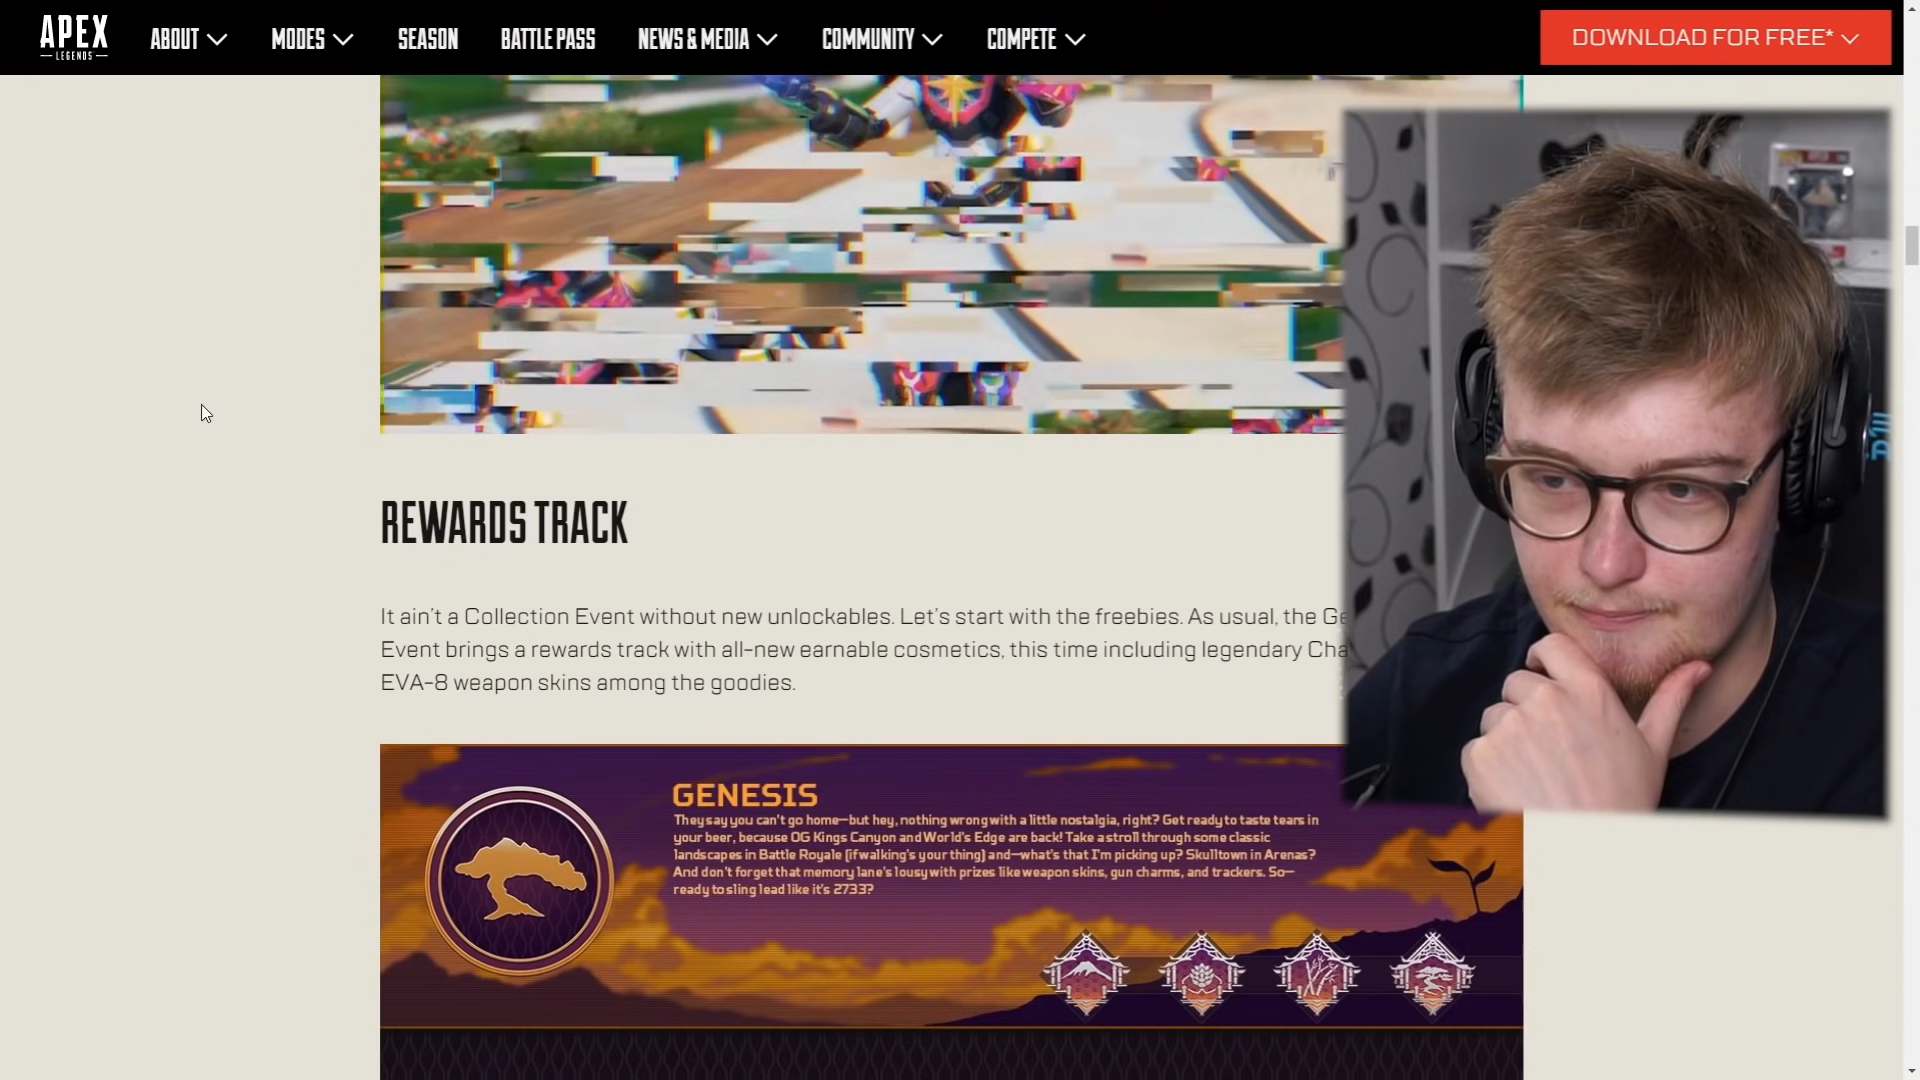 APEX
LEGENDS
ABOUT
MODES
SEASON
BATTLE PASS
NEWS & MEDIA
COMMUNITY
COMPETE
DOWNLOAD FOR FREE*
REWARDS TRACK
It ain't a Collection Event without new unlockables. Let's start with the freebies. As usual, the Ge
Event brings a rewards track with all-new earnable cosmetics, this time including legendary Cha
EVA-8 weapon skins among the goodies.
GENESIS
They say you can't go home—but hey, nothing wrong with a little nostalgia, right? Get ready to taste tears in
your beer, because OG Kings Canyon and World's Edge are back! Take a stroll through some classic
landscapes in Battle Royale (if walking's your thing) and—what's that I'm picking up? Skulltown in Arenas?
And don't forget that memory lane's lousy with prizes like weapon skins, gun charms, and trackers. So—
ready to sling lead like it's 2733?